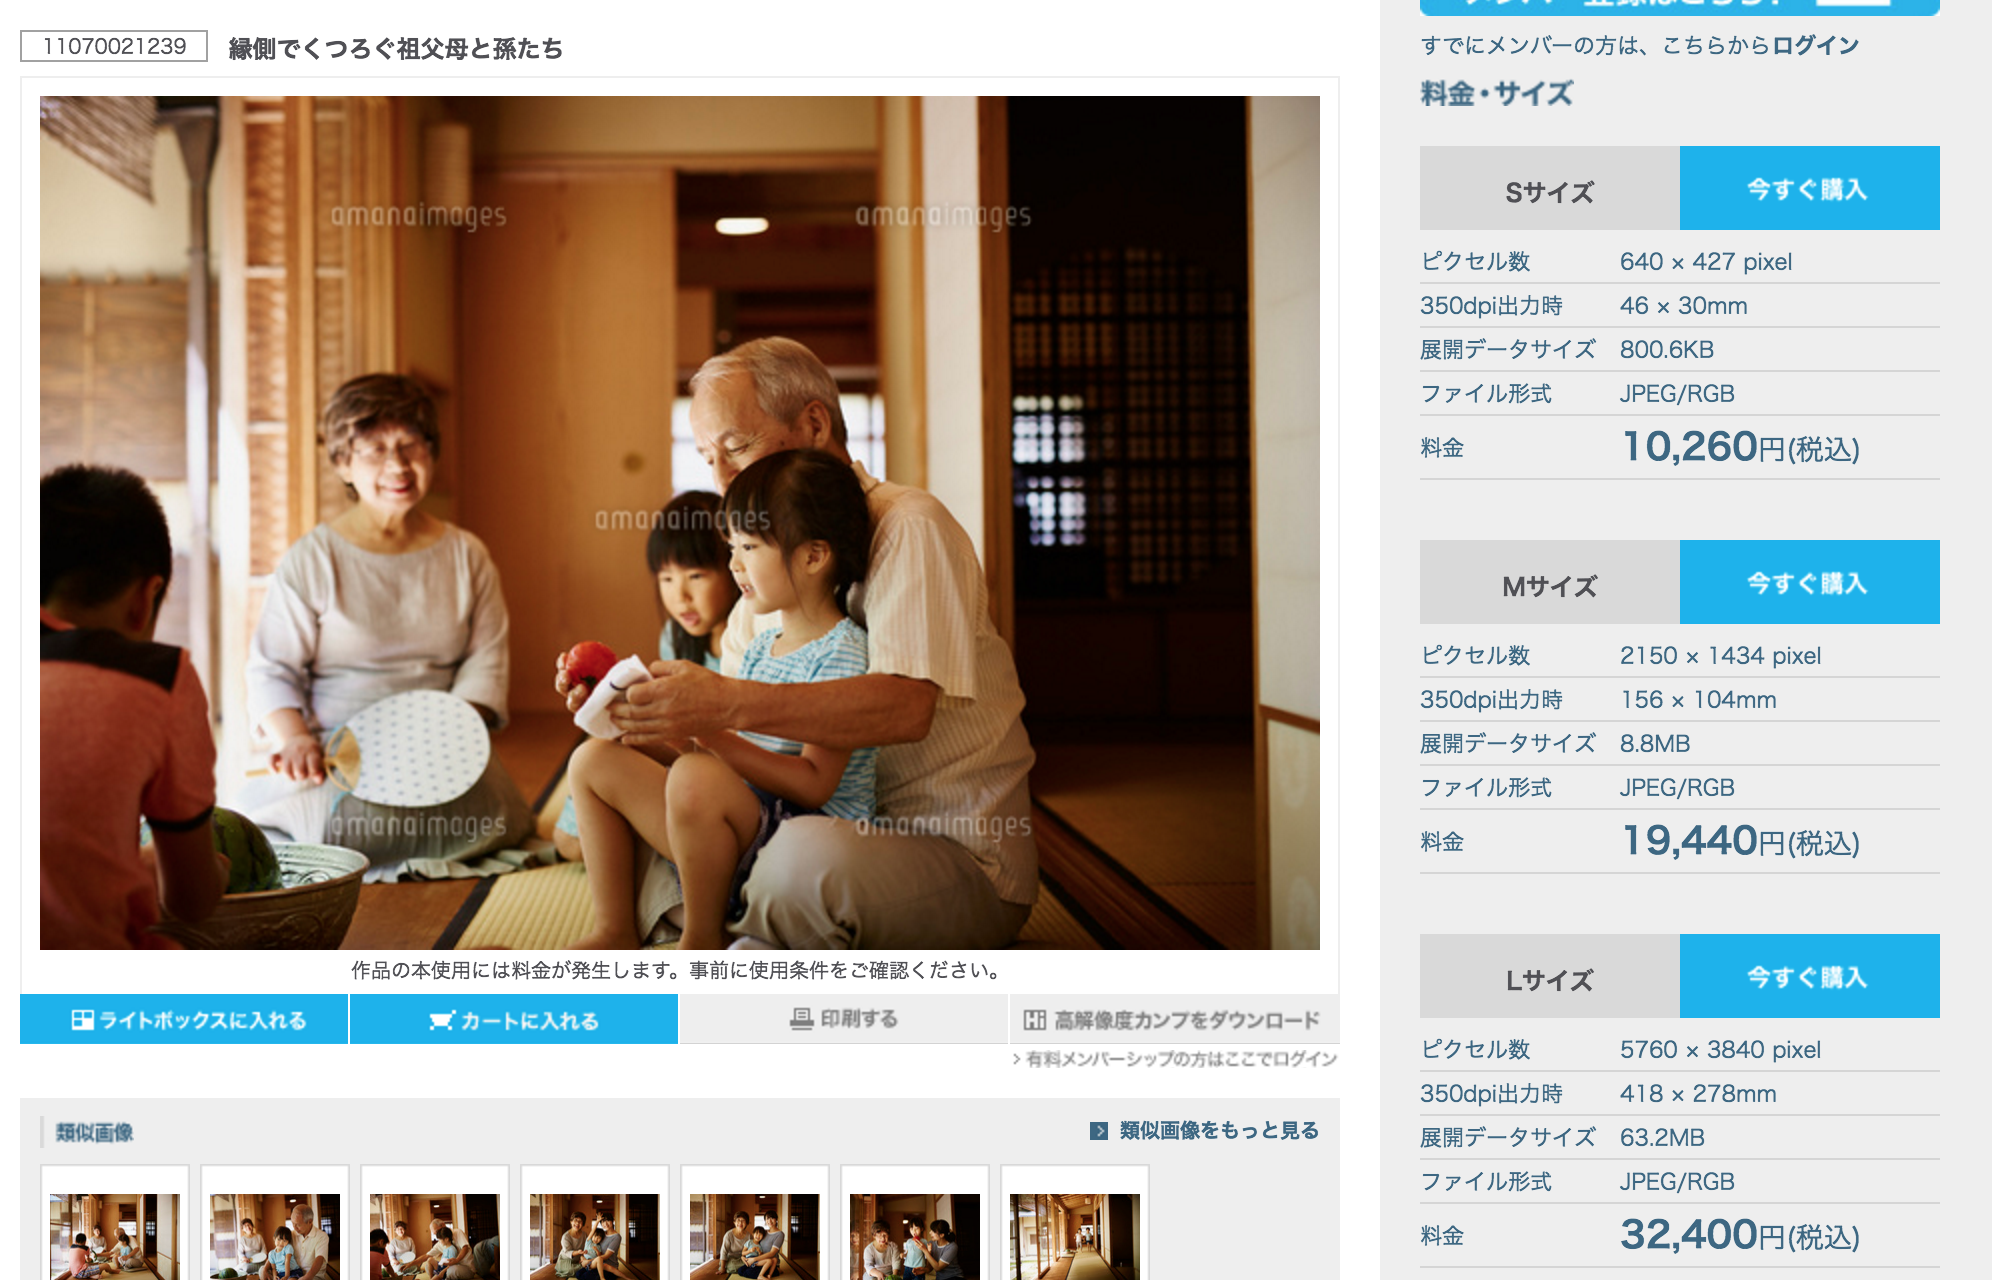 11070021239 縁側でくつろぐ祖父母と孫たち
amanaimages amanaimages
amanaimages
amanaimages amanaimages
作品の本使用には料金が発生します。事前に使用条件をご確認ください。
ライトボックスに入れる カートに入れる 印刷する 高解像度カンプをダウンロード
> 有料メンバーシップの方はここでログイン
類似画像 類似画像をもっと見る
すでにメンバーの方は、こちらからログイン
料金・サイズ
Sサイズ 今すぐ購入
ピクセル数 640 × 427 pixel
350dpi出力時 46 × 30mm
展開データサイズ 800.6KB
ファイル形式 JPEG/RGB
料金 10,260円(税込)
Mサイズ 今すぐ購入
ピクセル数 2150 × 1434 pixel
350dpi出力時 156 × 104mm
展開データサイズ 8.8MB
ファイル形式 JPEG/RGB
料金 19,440円(税込)
Lサイズ 今すぐ購入
ピクセル数 5760 × 3840 pixel
350dpi出力時 418 × 278mm
展開データサイズ 63.2MB
ファイル形式 JPEG/RGB
料金 32,400円(税込)